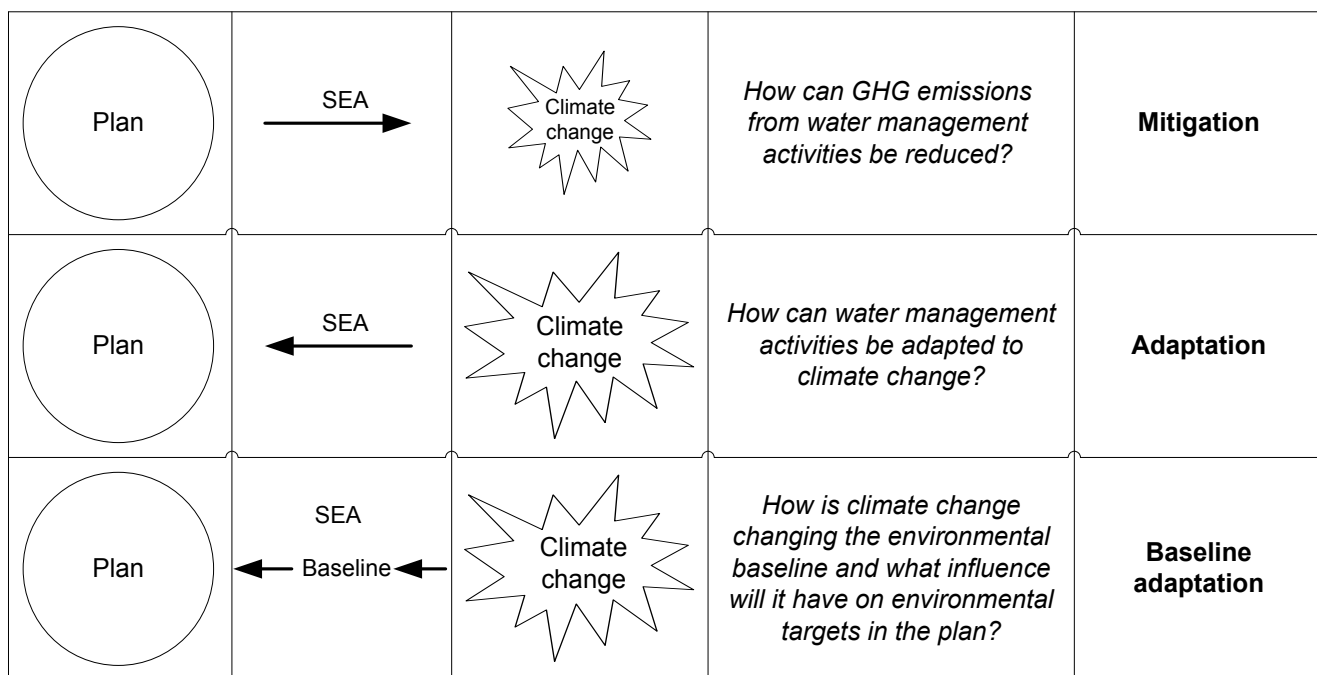 Plan
SEA
Climate
change
How can GHG emissions
from water management
activities be reduced?
Mitigation
Plan
SEA
Climate
change
How can water management
activities be adapted to
climate change?
Adaptation
Plan
SEA
Baseline
Climate
change
How is climate change
changing the environmental
baseline and what influence
will it have on environmental
targets in the plan?
Baseline
adaptation